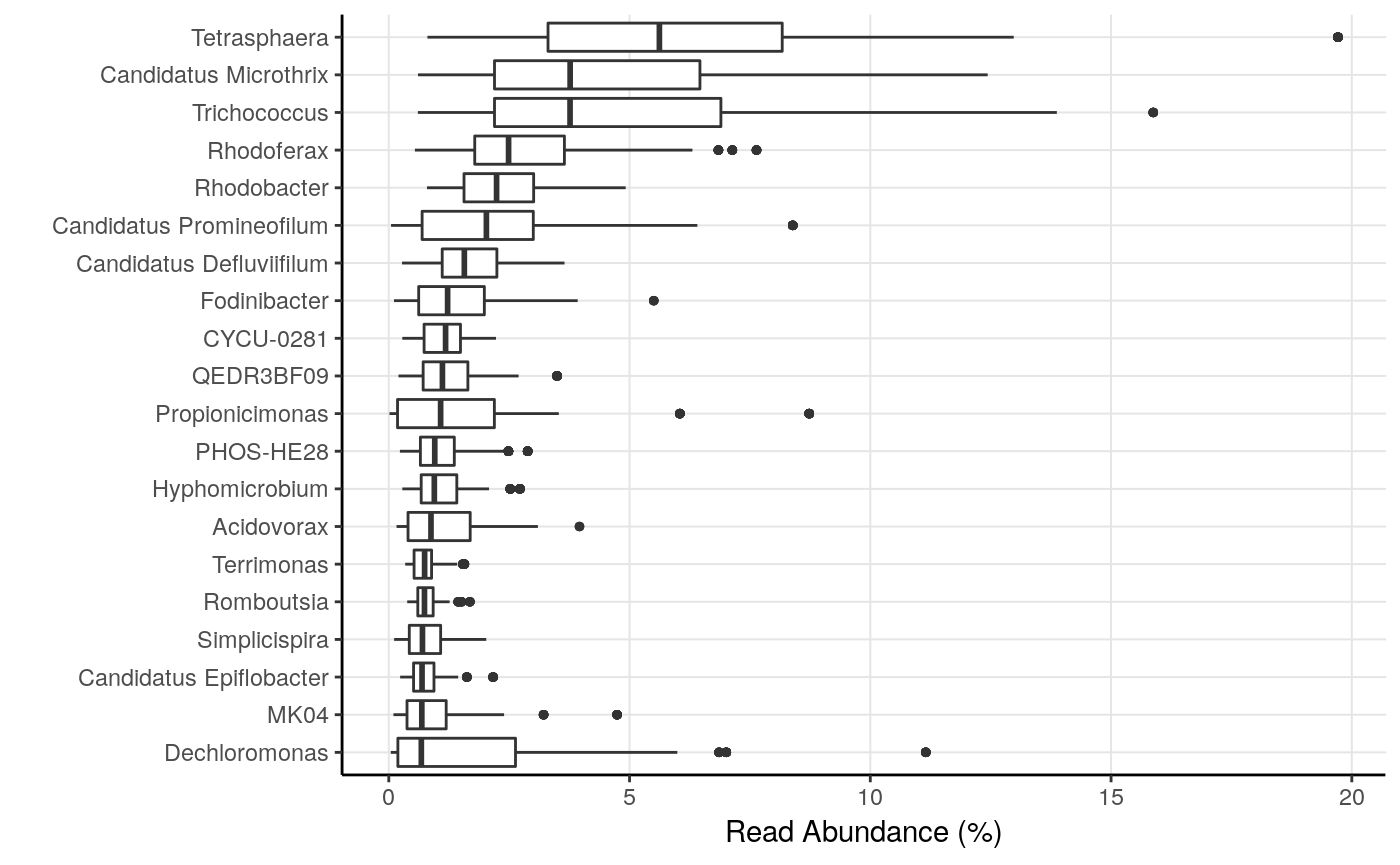 Tetrasphaera
Candidatus Microthrix
Trichococcus
Rhodoferax
Rhodobacter
Candidatus Promineofilum
Candidatus Defluviifilum
Fodinibacter
CYCU-0281
QEDR3BF09
Propionicimonas
PHOS-HE28
Hyphomicrobium
Acidovorax
Terrimonas
Romboutsia
Simplicispira
Candidatus Epiflobacter
MK04
Dechloromonas
0 5 10 15 20
Read Abundance (%)